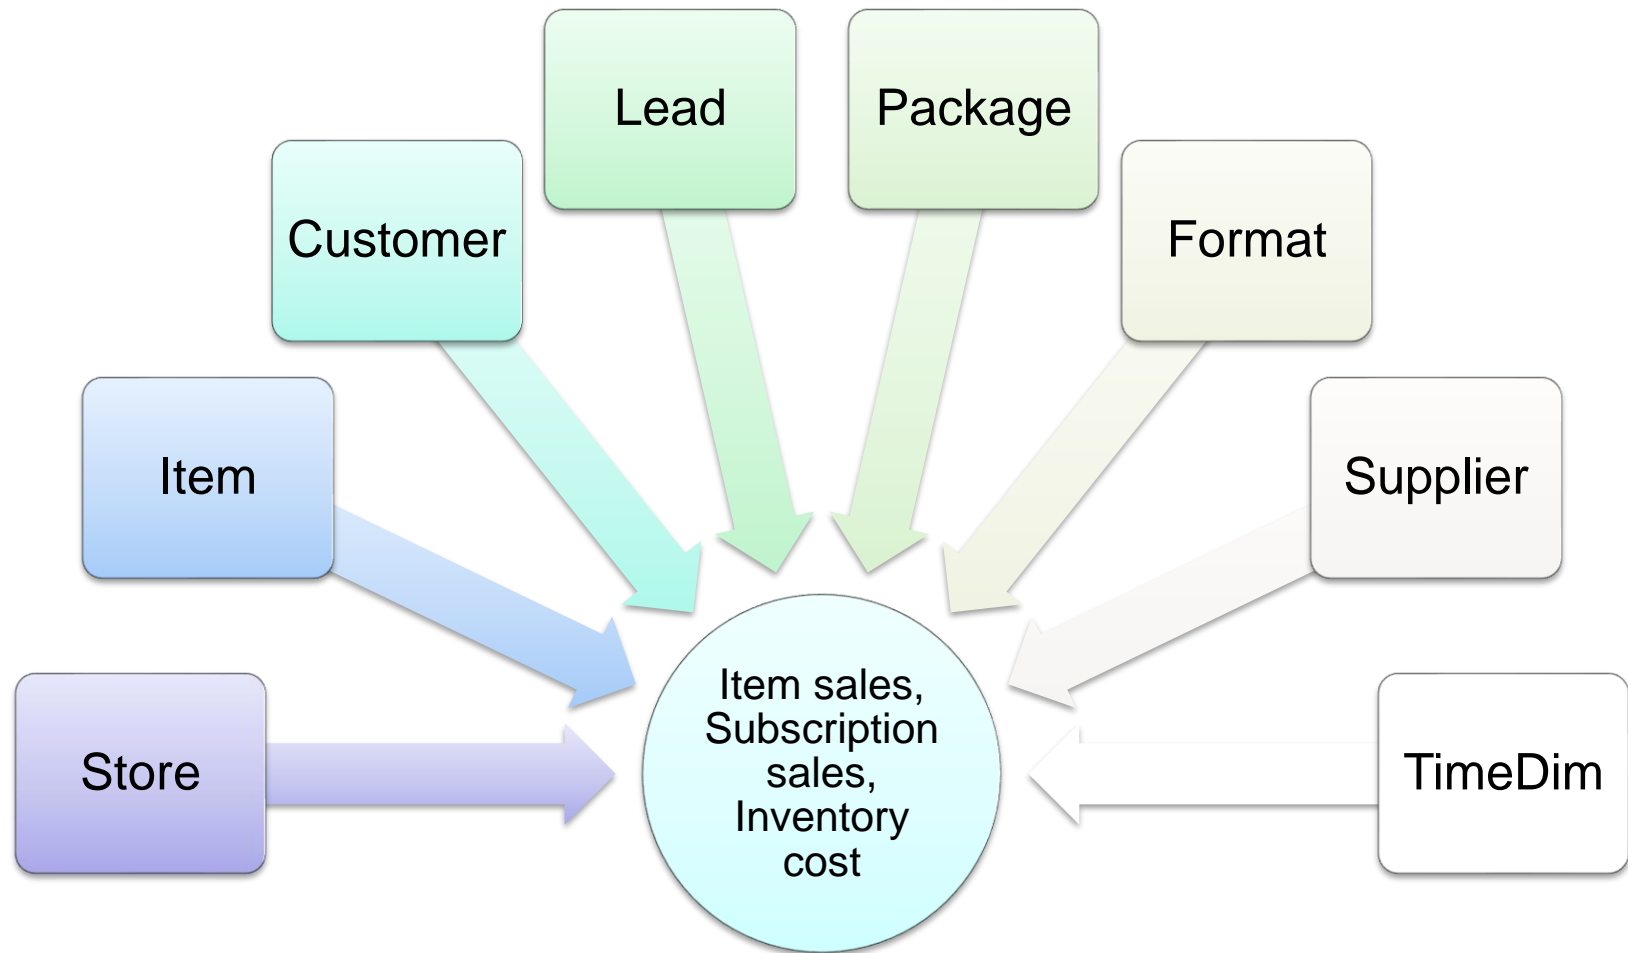 Lead
Package
Customer
Format
Item
Supplier
Store
Item sales,
Subscription
sales,
Inventory
cost
TimeDim